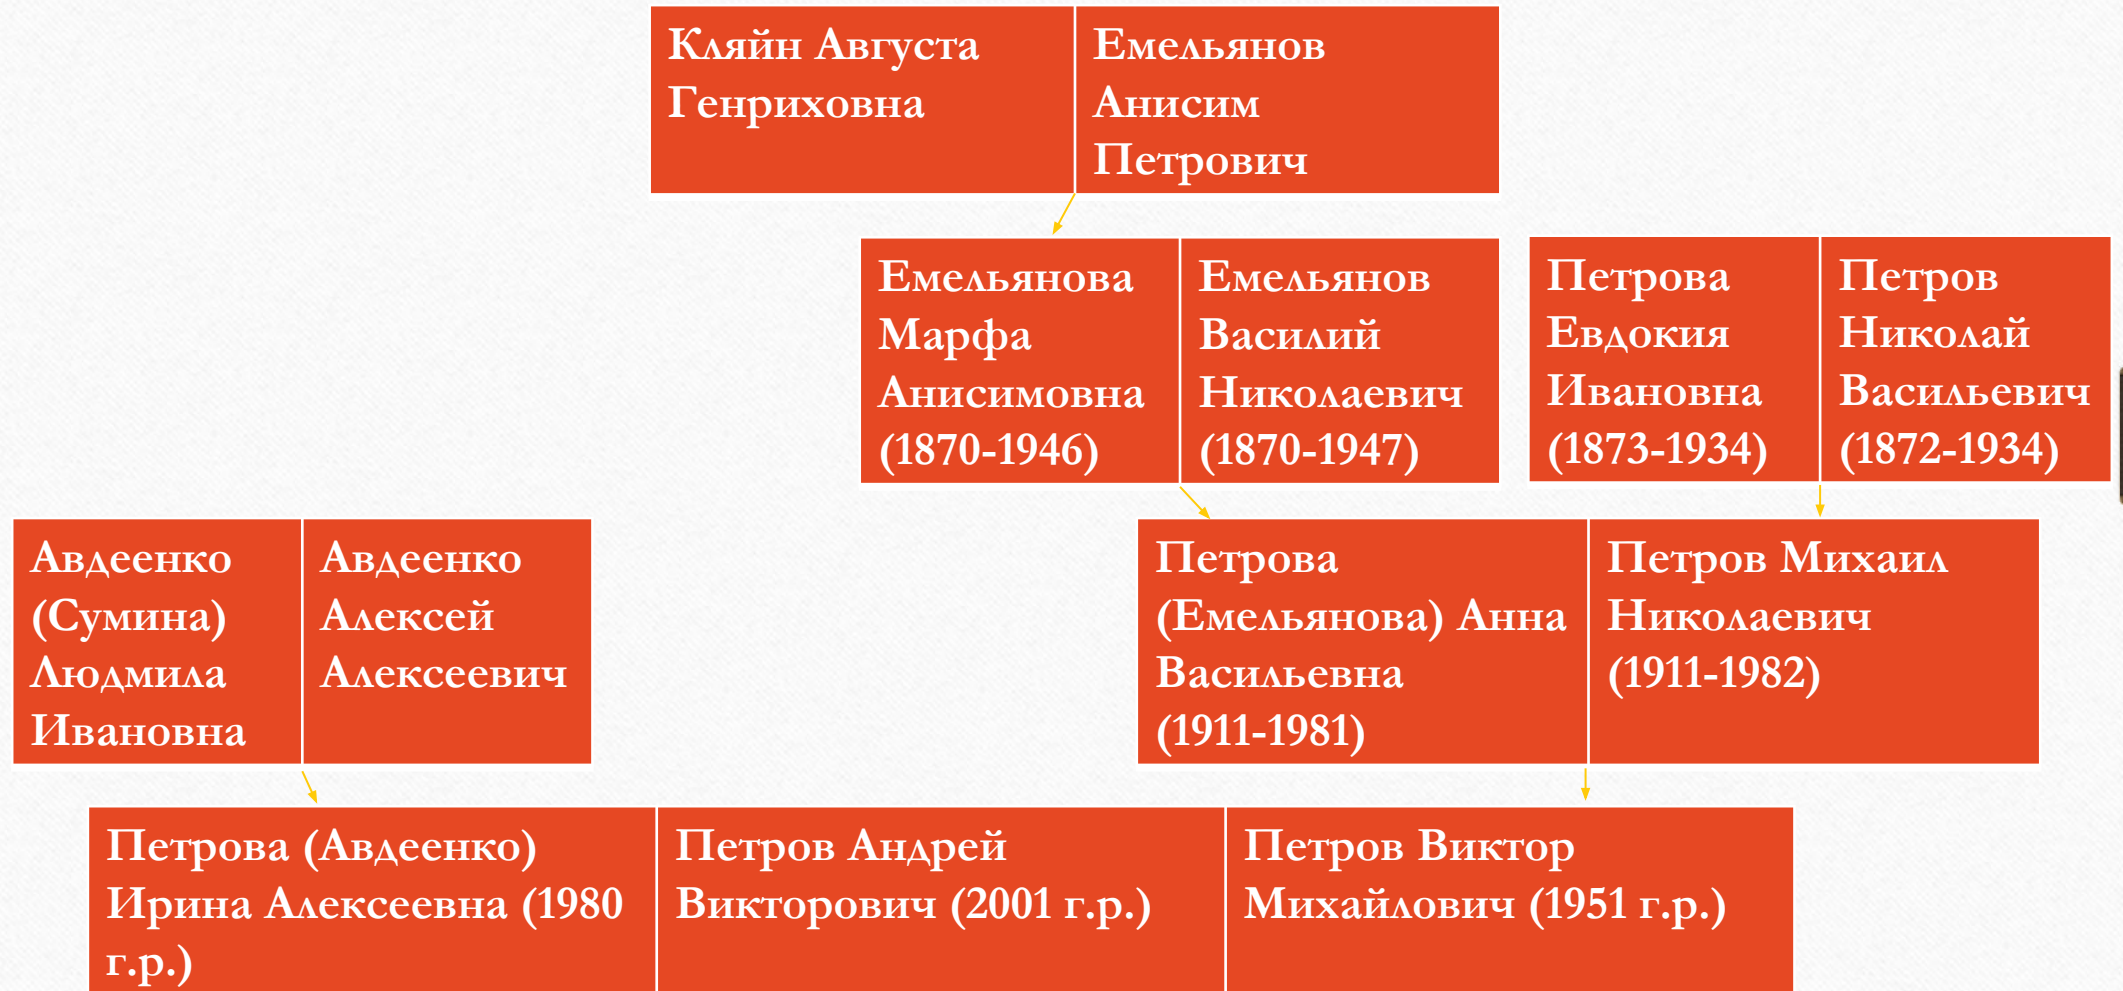 Кляйн Августа
Генриховна
Емельянов
Анисим
Петрович
Емельянова
Марфа
Анисимовна
(1870-1946)
Емельянов
Василий
Николаевич
(1870-1947)
Петрова
Евдокия
Ивановна
(1873-1934)
Петров
Николай
Васильевич
(1872-1934)
Авдеенко
(Сумина)
Людмила
Ивановна
Авдеенко
Алексей
Алексеевич
Петрова
(Емельянова) Анна
Васильевна
(1911-1981)
Петров Михаил
Николаевич
(1911-1982)
Петрова (Авдеенко)
Ирина Алексеевна (1980
г.р.)
Петров Андрей
Викторович (2001 г.р.)
Петров Виктор
Михайлович (1951 г.р.)